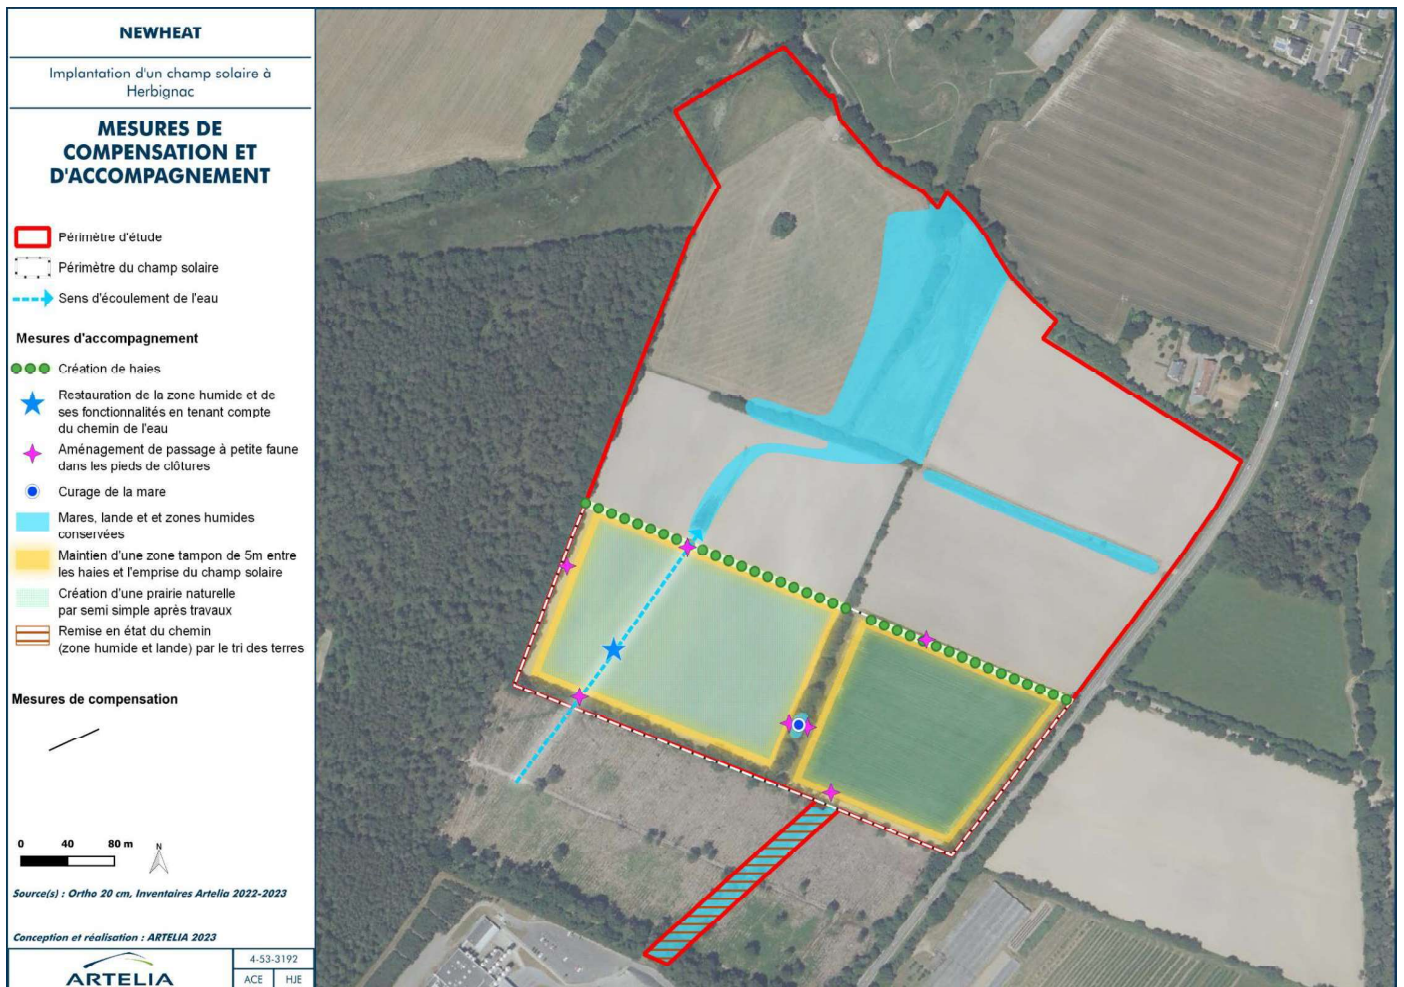 NEWHEAT
Implantation d'un champ solaire à
Herbignac
MESURES DE
COMPENSATION ET
D'ACCOMPAGNEMENT
Périmètre d'étude
Périmètre du champ solaire
Sens d'écoulement de l'eau
Mesures d'accompagnement
Création de haies
Restauration de la zone humide et de
ses fonctionnalités en tenant compte
du chemin de l'eau
Aménagement de passage à petite faune
dans les pieds de clôtures
Curage de la mare
Mares, lande et et zones humides
conservées
Maintien d'une zone tampon de 5m entre
les haies et l'emprise du champ solaire
Création d'une prairie naturelle
par semi simple après travaux
Remise en état du chemin
(zone humide et lande) par le tri des terres
Mesures de compensation
0 40 80 m
N
Source(s) : Ortho 20 cm, Inventaires Artelia 2022-2023
Conception et réalisation : ARTELIA 2023
ARTELIA
4-53-3192
ACE HJE